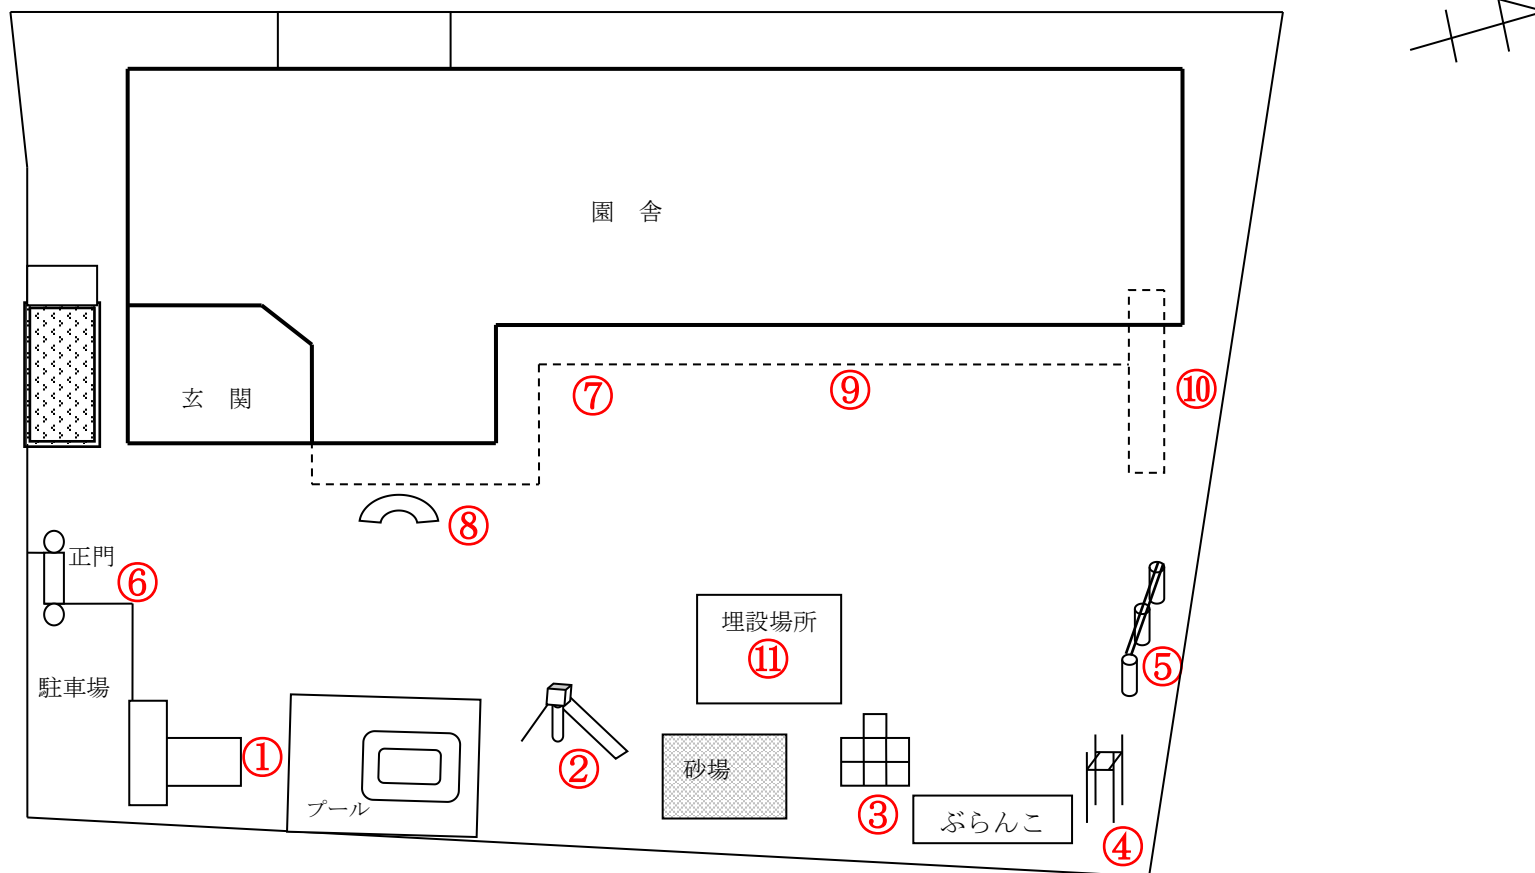 園 舎
玄 関
⑦
⑨
⑩
⑧
正門
⑥
埋設場所
⑪
⑤
駐車場
①
②
砂場
プール
③
ぶらんこ
④